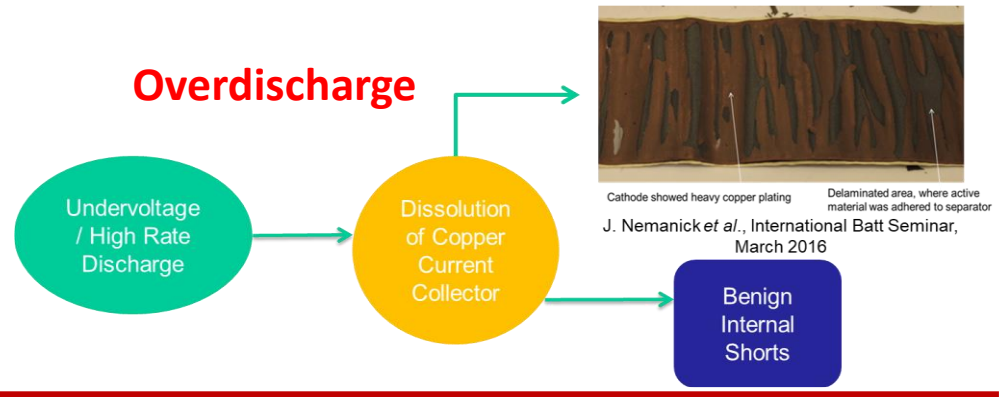 Overdischarge
Undervoltage
/ High Rate
Discharge
Dissolution
of Copper
Current
Collector
Cathode showed heavy copper plating
Delaminated area, where active
material was adhered to separator
J. Nemanick et al., International Batt Seminar,
March 2016
Benign
Internal
Shorts